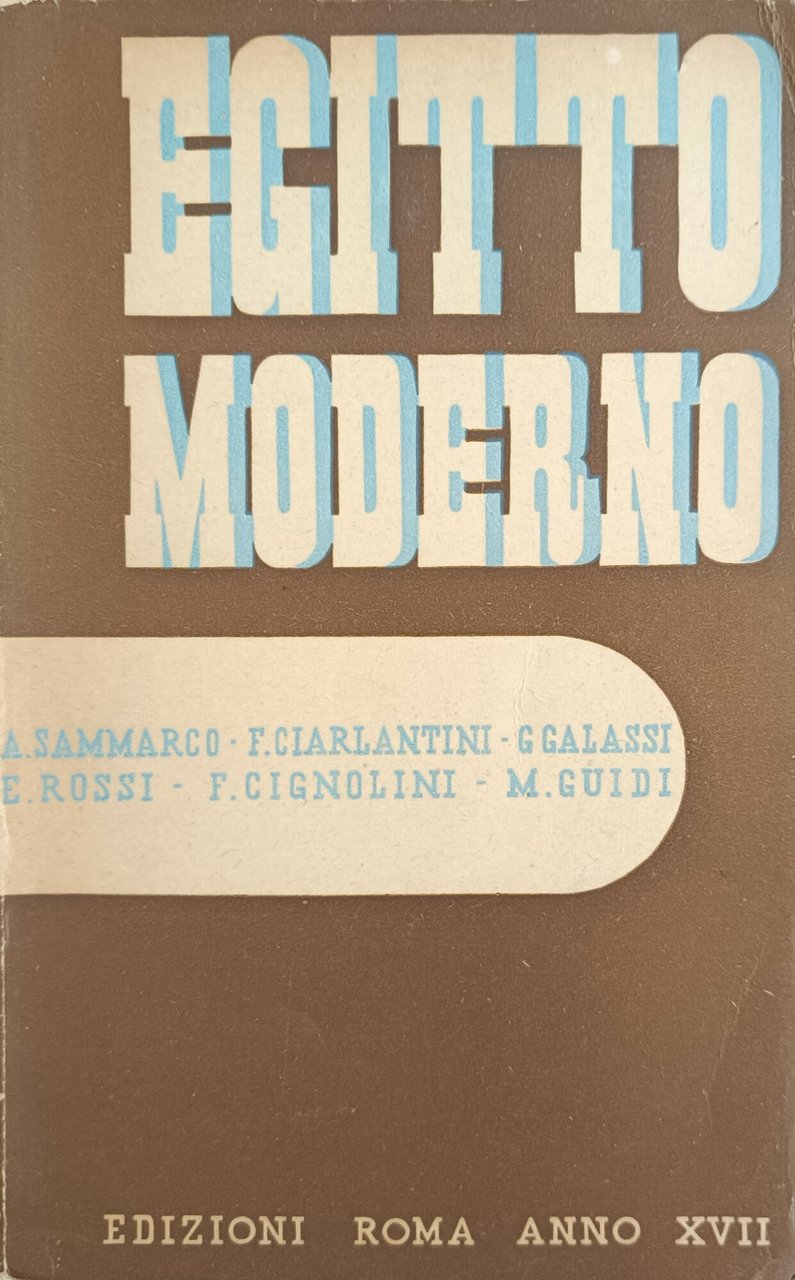 EGITTO
MODERNO
A.SAMMARCO - F.CIARLANTINI - G GALASSI
E.ROSSI - F.CIGNOLINI - M.GUIDI
EDIZIONI ROMA ANNO XVII